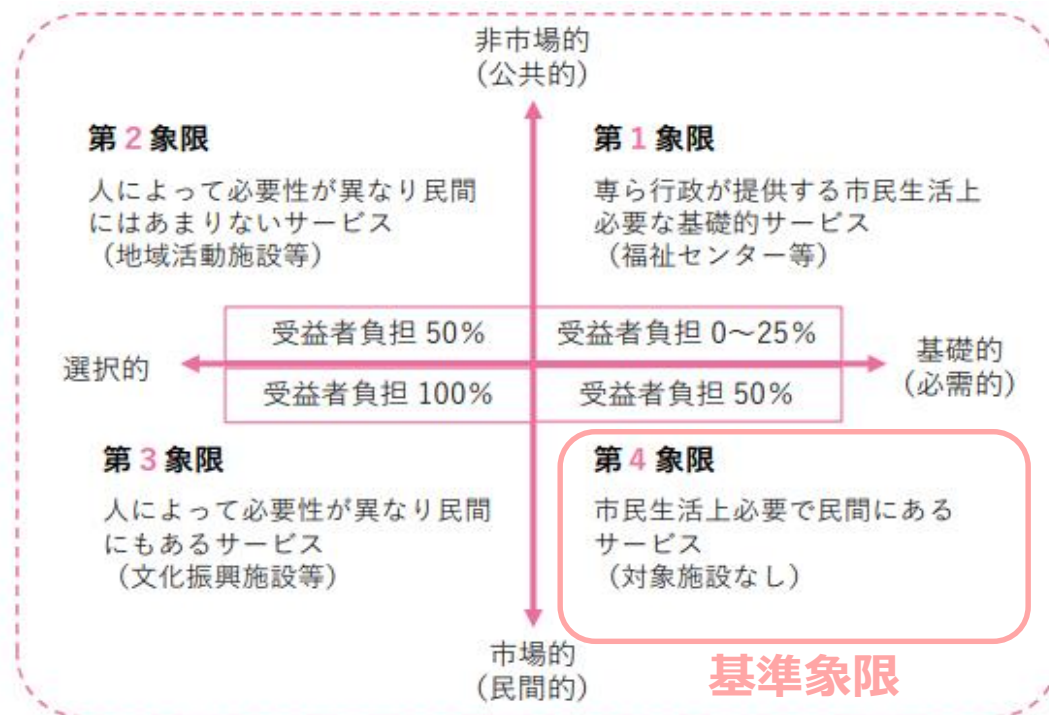 非市場的
(公共的)
第2象限
人によって必要性が異なり民間
にはあまりないサービス
(地域活動施設等)
第1象限
専ら行政が提供する市民生活上
必要な基礎的サービス
(福祉センター等)
受益者負担 50%
受益者負担 0〜25%
選択的
基礎的
(必需的)
受益者負担 100%
受益者負担 50%
第3象限
人によって必要性が異なり民間
にもあるサービス
(文化振興施設等)
第4象限
市民生活上必要で民間にある
サービス
(対象施設なし)
市場的
(民間的)
基準象限